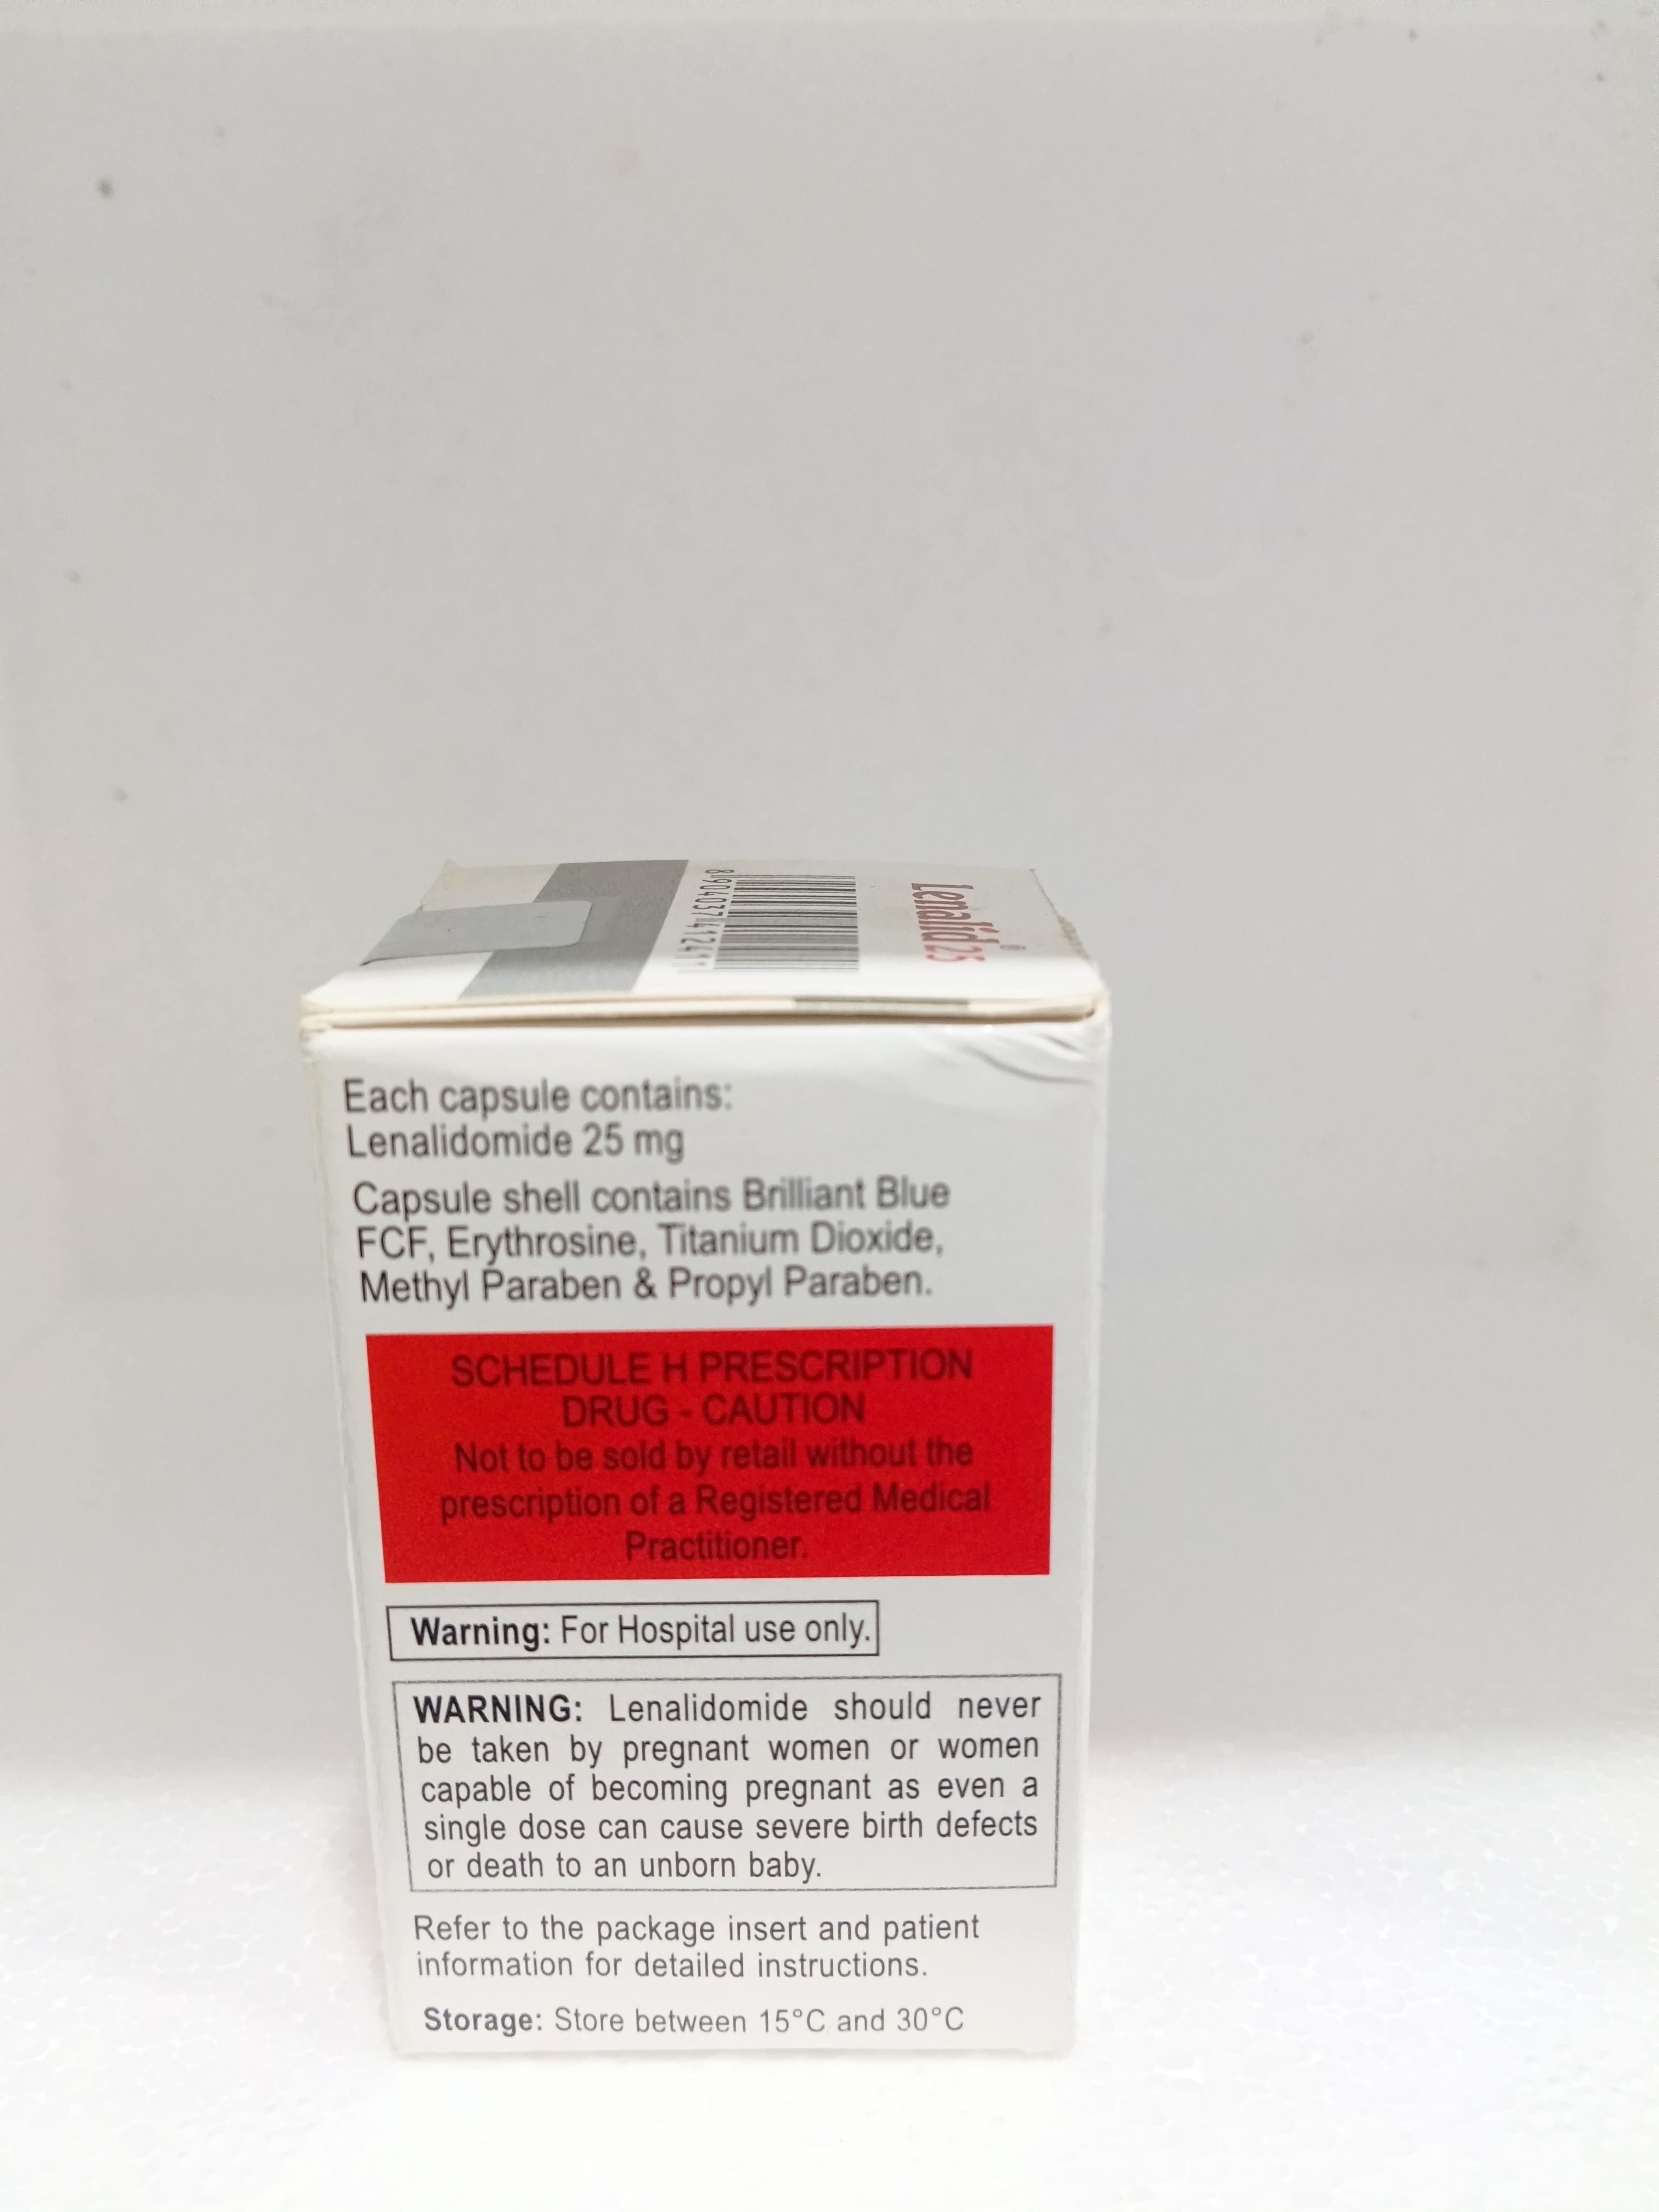 Lenalid®25
8904037412411
Each capsule contains:
Lenalidomide 25 mg
Capsule shell contains Brilliant Blue
FCF, Erythrosine, Titanium Dioxide,
Methyl Paraben & Propyl Paraben.
SCHEDULE H PRESCRIPTION
DRUG - CAUTION
Not to be sold by retail without the
prescription of a Registered Medical
Practitioner.
Warning: For Hospital use only.
WARNING: Lenalidomide should never
be taken by pregnant women or women
capable of becoming pregnant as even a
single dose can cause severe birth defects
or death to an unborn baby.
Refer to the package insert and patient
information for detailed instructions.
Storage: Store between 15°C and 30°C